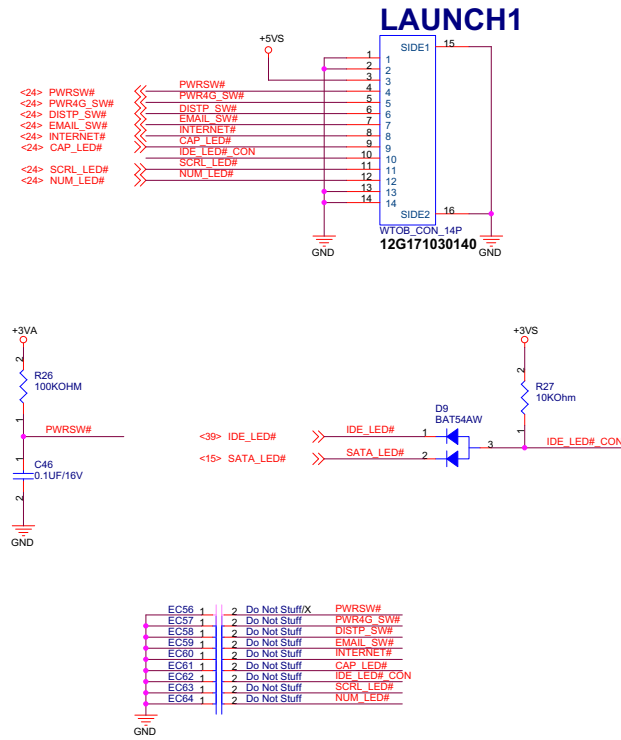 LAUNCH1
+5VS
SIDE1 15
1 1
2 2
3 3
<24> PWRSW# PWRSW# 4 4
<24> PWR4G_SW# PWR4G_SW# 5 5
<24> DISTP_SW# DISTP_SW# 6 6
<24> EMAIL_SW# EMAIL_SW# 7 7
<24> INTERNET# INTERNET# 8 8
<24> CAP_LED# CAP_LED# 9 9
IDE_LED#_CON 10 10
<24> SCRL_LED# SCRL_LED# 11 11
<24> NUM_LED# NUM_LED# 12 12
13 13
14 14
SIDE2 16
WTOB_CON_14P
12G171030140
GND GND
+3VA
2
R26
100KOHM
1
PWRSW#
1
C46
0.1UF/16V
2
GND
+3VS
2
R27
10KOhm
1
D9
BAT54AW
<39> IDE_LED# IDE_LED# 1
3 IDE_LED#_CON
<15> SATA_LED# SATA_LED# 2
EC56 1 2 Do Not Stuff/X PWRSW#
EC57 1 2 Do Not Stuff PWR4G_SW#
EC58 1 2 Do Not Stuff DISTP_SW#
EC59 1 2 Do Not Stuff EMAIL_SW#
EC60 1 2 Do Not Stuff INTERNET#
EC61 1 2 Do Not Stuff CAP_LED#
EC62 1 2 Do Not Stuff IDE_LED#_CON
EC63 1 2 Do Not Stuff SCRL_LED#
EC64 1 2 Do Not Stuff NUM_LED#
GND